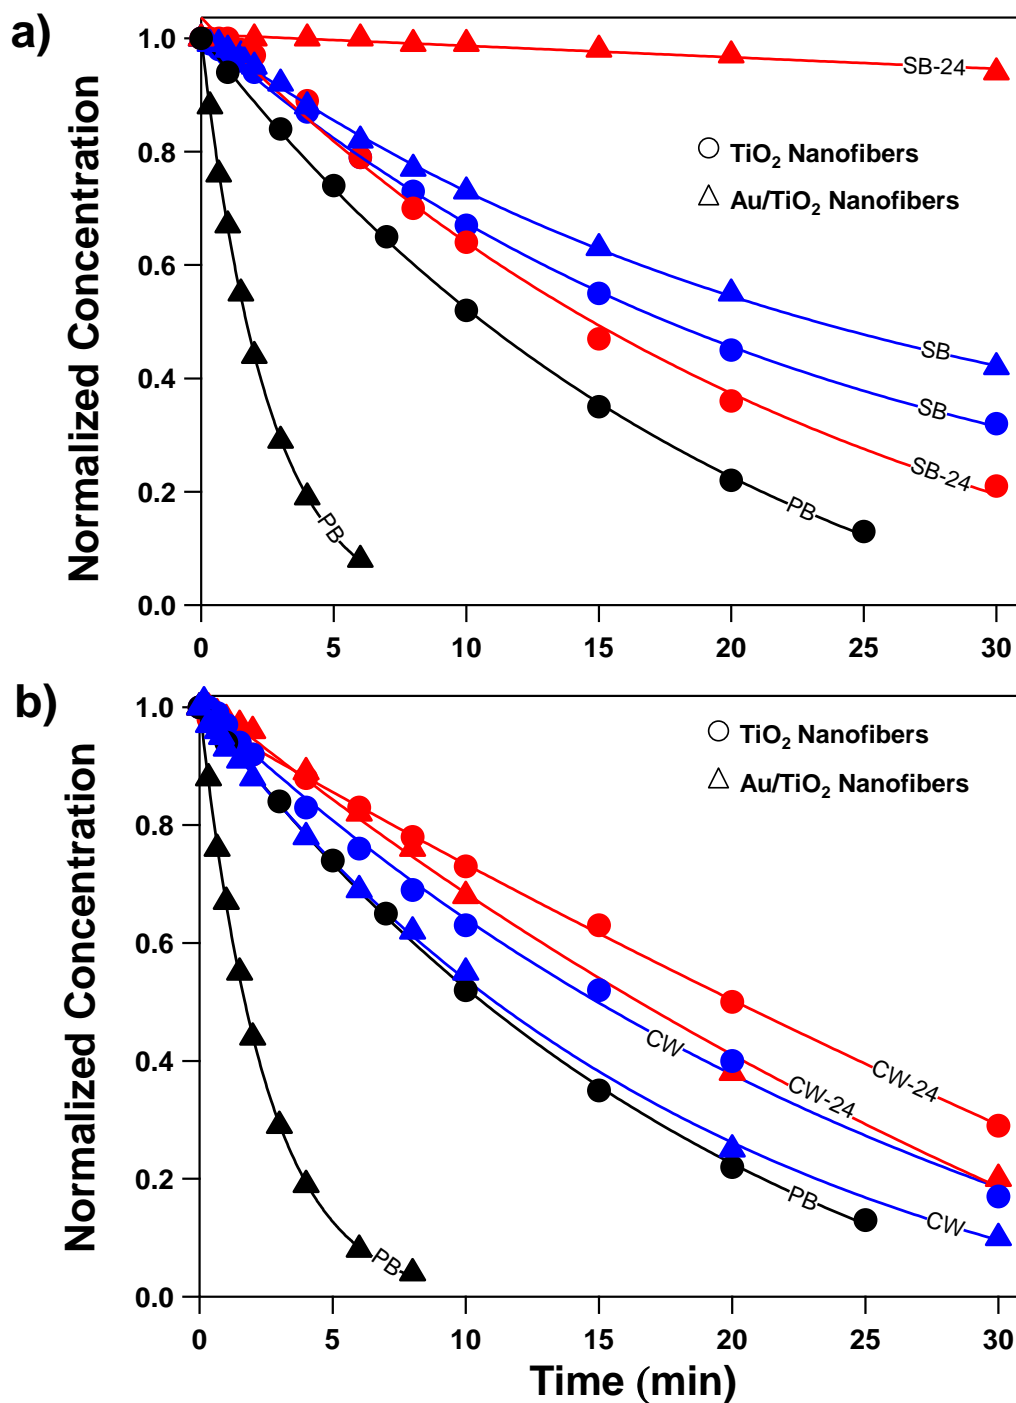 a)
Normalized Concentration
1.0
0.8
0.6
0.4
0.2
0.0
0 5 10 15 20 25 30
TiO₂ Nanofibers
Au/TiO₂ Nanofibers
SB-24
SB
SB
SB-24
PB
PB
b)
Normalized Concentration
1.0
0.8
0.6
0.4
0.2
0.0
0 5 10 15 20 25 30
TiO₂ Nanofibers
Au/TiO₂ Nanofibers
CW
CW-24
CW-24
PB
CW
PB
Time (min)